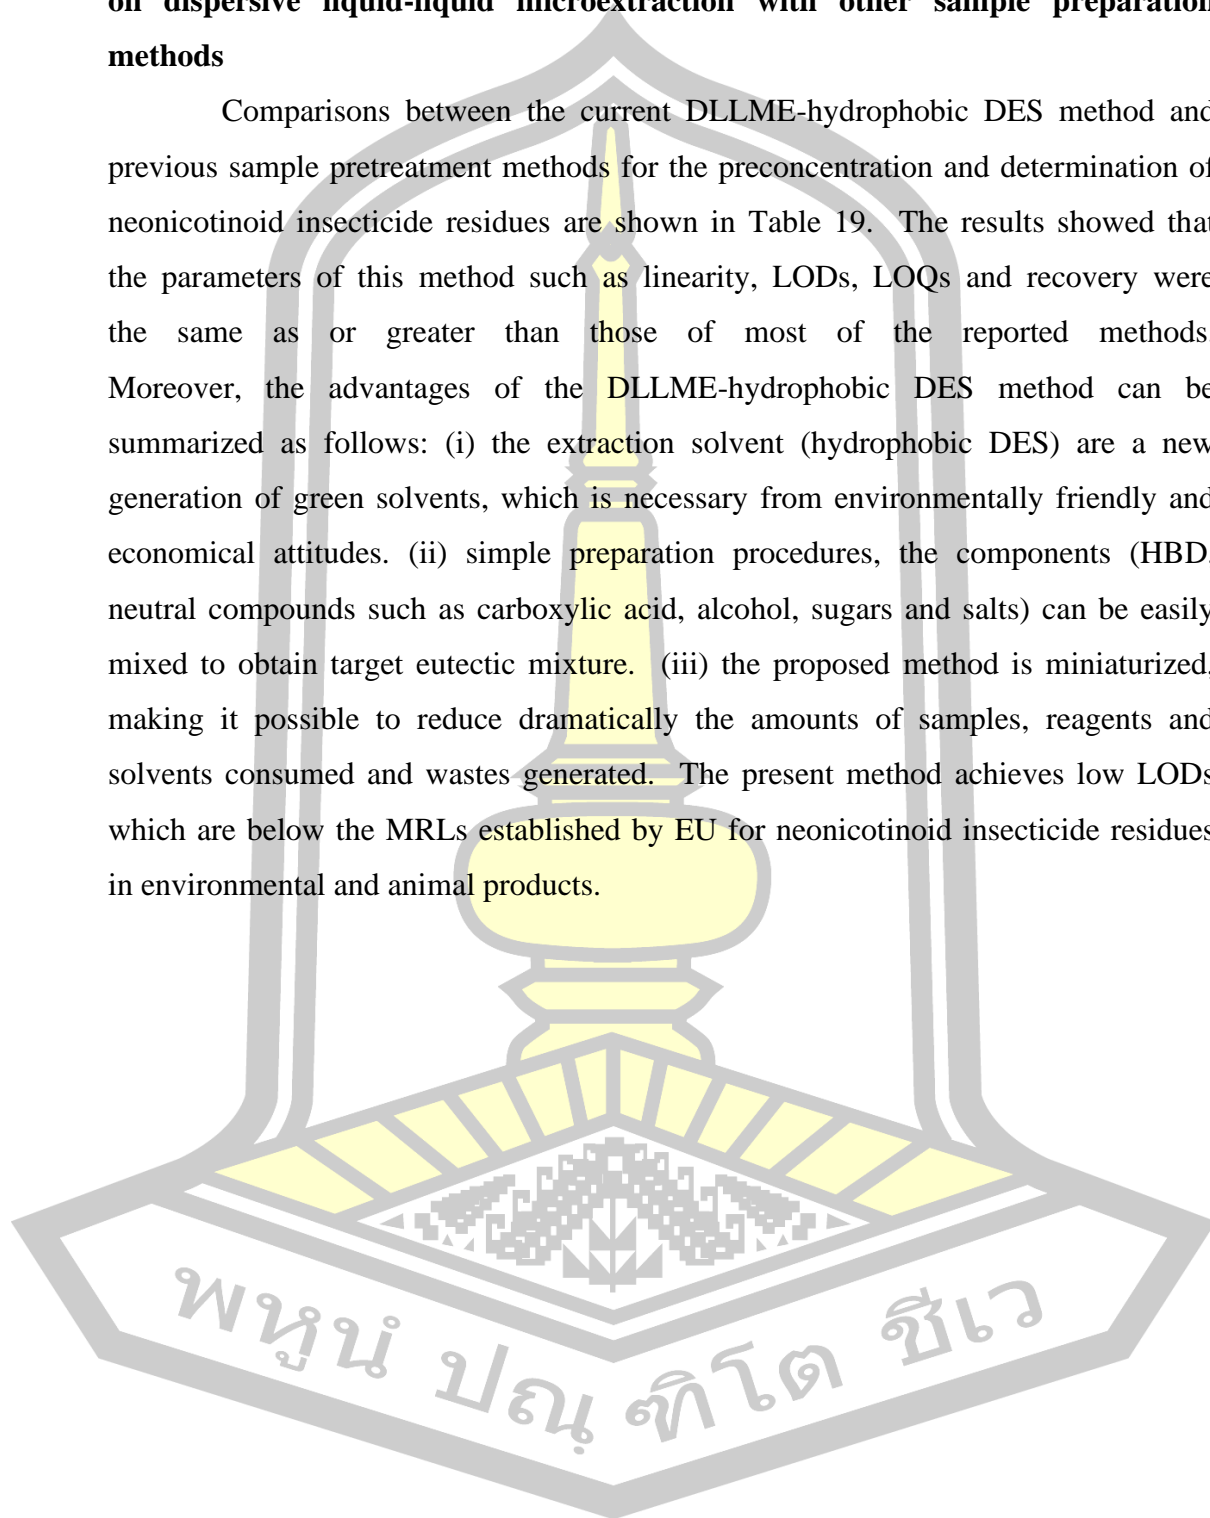 on dispersive liquid-liquid microextraction with other sample preparation
methods
Comparisons between the current DLLME-hydrophobic DES method and
previous sample pretreatment methods for the preconcentration and determination of
neonicotinoid insecticide residues are shown in Table 19. The results showed that
the parameters of this method such as linearity, LODs, LOQs and recovery were
the same as or greater than those of most of the reported methods.
Moreover, the advantages of the DLLME-hydrophobic DES method can be
summarized as follows: (i) the extraction solvent (hydrophobic DES) are a new
generation of green solvents, which is necessary from environmentally friendly and
economical attitudes. (ii) simple preparation procedures, the components (HBD,
neutral compounds such as carboxylic acid, alcohol, sugars and salts) can be easily
mixed to obtain target eutectic mixture. (iii) the proposed method is miniaturized,
making it possible to reduce dramatically the amounts of samples, reagents and
solvents consumed and wastes generated. The present method achieves low LODs
which are below the MRLs established by EU for neonicotinoid insecticide residues
in environmental and animal products.
พหูนํ ปณฺฑิโต ชีเว